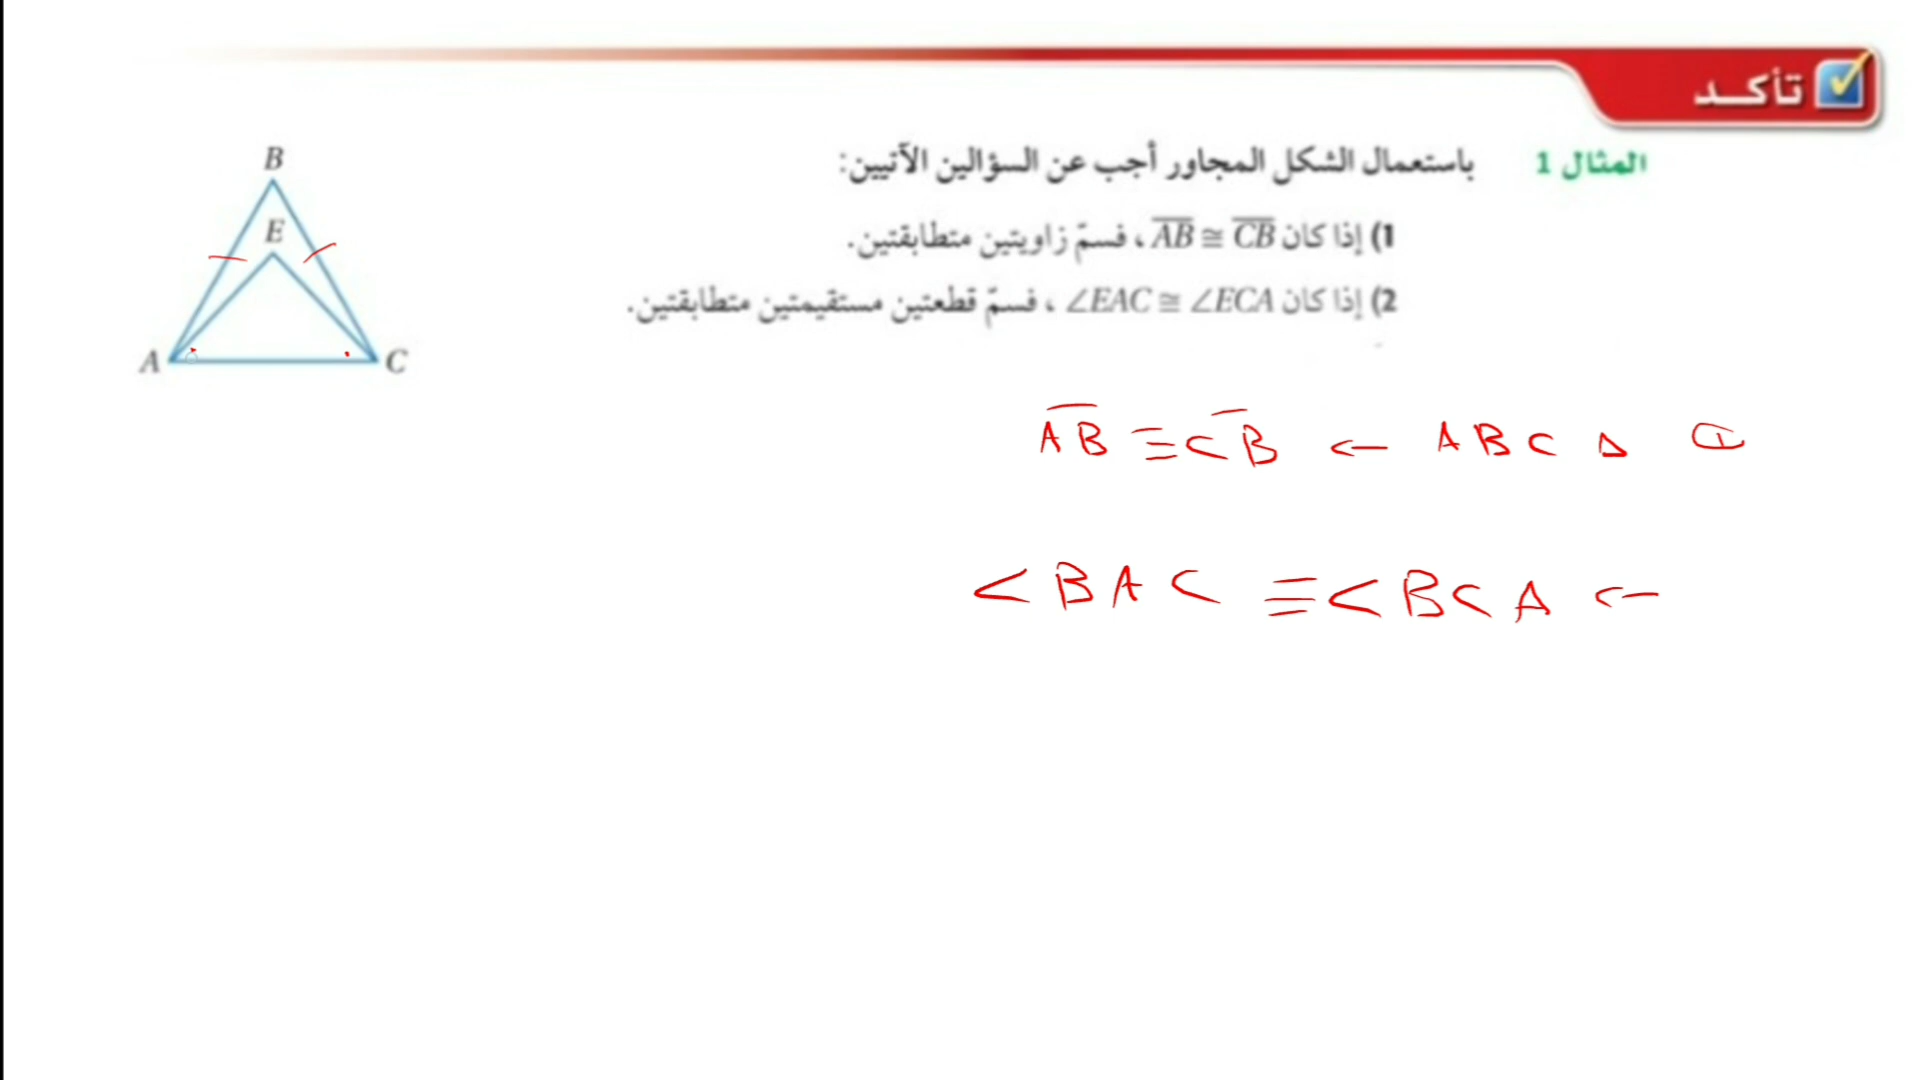 تأكد
المثال 1 باستعمال الشكل المجاور أجب عن السؤالين الآتيين:
1) إذا كان AB ≅ CB ، فسمّ زاويتين متطابقتين.
2) إذا كان ∠EAC ≅ ∠ECA ، فسمّ قطعتين مستقيمتين متطابقتين.
B
E
A C
① Δ ABC ← AB ≡ CB
← <BAC ≡ <BCA